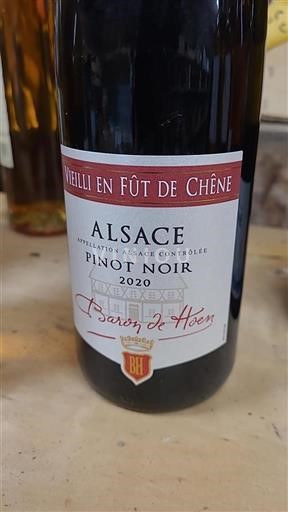 VIEILLI EN FÛT DE CHÊNE
ALSACE
APPELLATION ALSACE CONTRÔLÉE
PINOT NOIR
2020
Baron de Hoen
BH